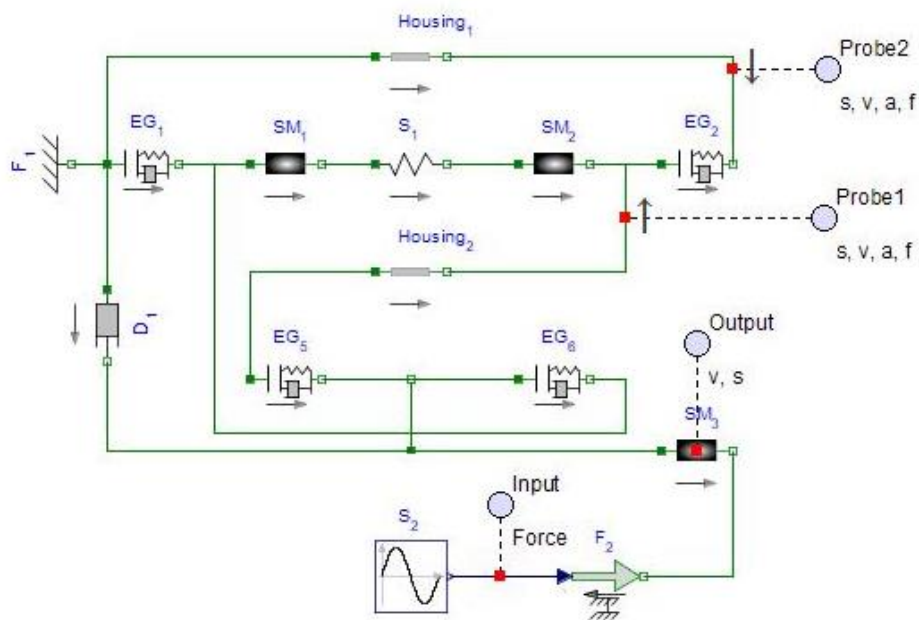 Housing1
Probe2
s, v, a, f
EG1
SM1
S1
SM2
EG2
F1
Probe1
s, v, a, f
Housing2
D1
EG5
EG6
Output
v, s
SM3
Input
S2
Force
F2